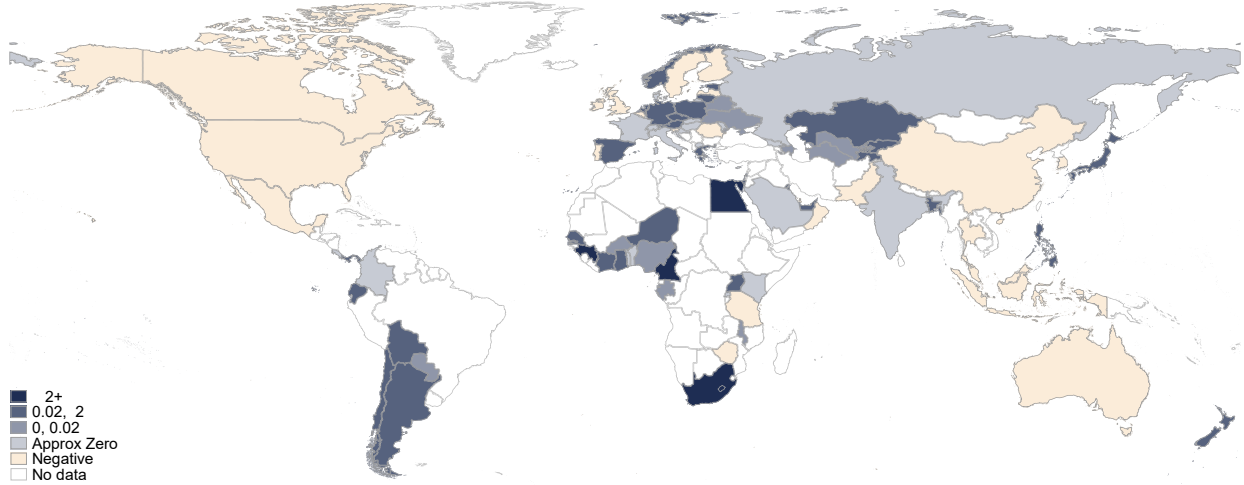 2+
0.02, 2
0, 0.02
Approx Zero
Negative
No data